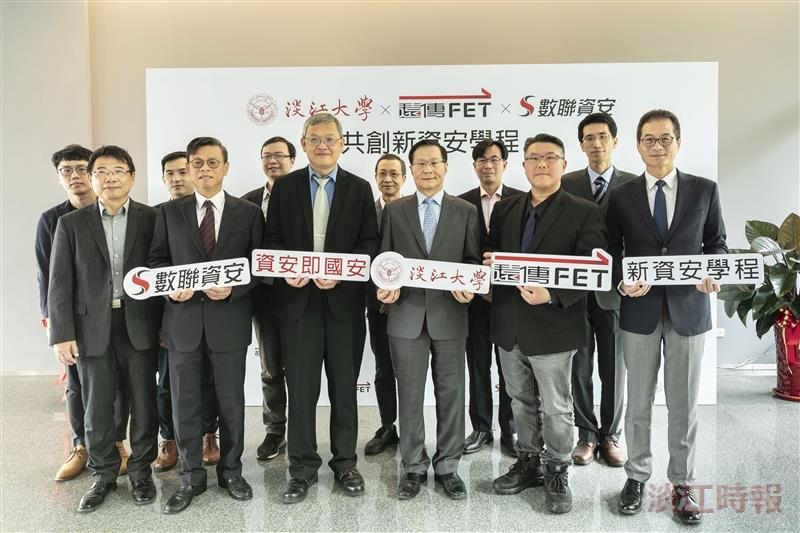 淡江大學 × 遠傳FET × 數聯資安
共創新資安學程
數聯資安
資安即國安
淡江大學
遠傳FET
新資安學程
FET
淡江時報